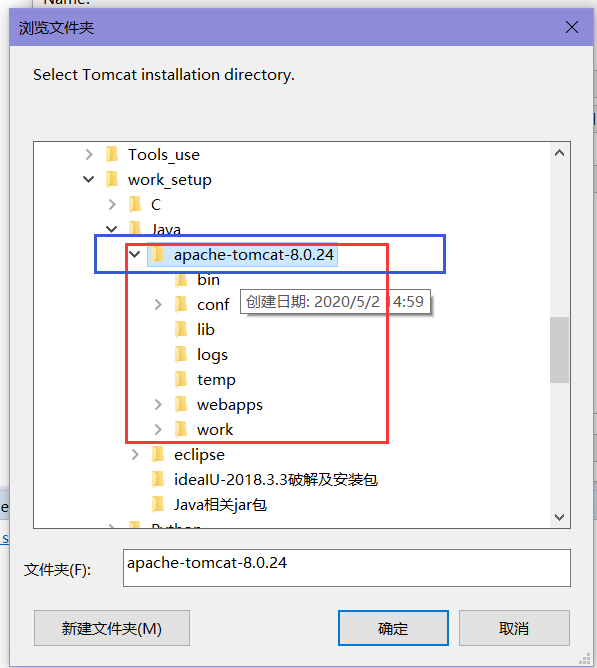 Name:
浏览文件夹
Select Tomcat installation directory.
Tools_use
work_setup
C
Java
apache-tomcat-8.0.24
bin
conf
创建日期: 2020/5/2 14:59
lib
logs
temp
webapps
work
eclipse
ideaIU-2018.3.3破解及安装包
Java相关jar包
Python
文件夹(F):
apache-tomcat-8.0.24
新建文件夹(M)
确定
取消